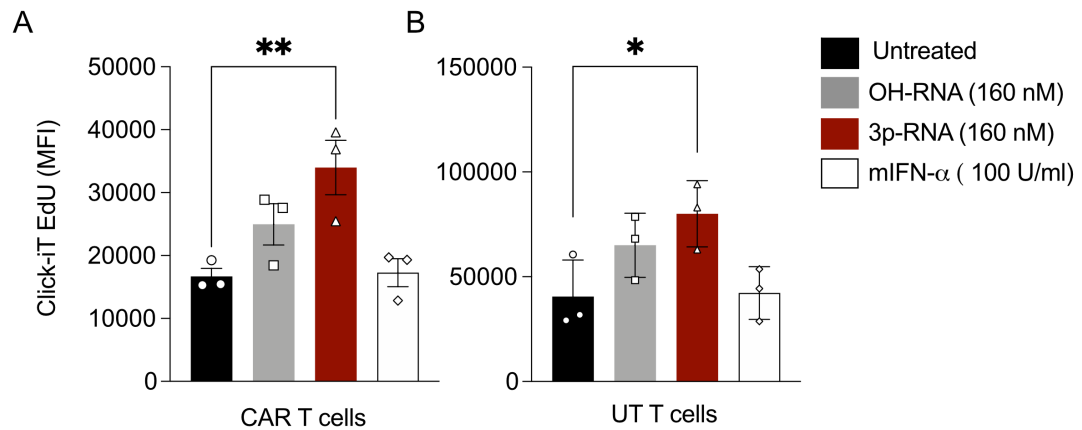 A
B
**
*
50000
40000
30000
20000
10000
0
Click-iT EdU (MFI)
CAR T cells
150000
100000
50000
0
UT T cells
Untreated
OH-RNA (160 nM)
3p-RNA (160 nM)
mIFN-α ( 100 U/ml)